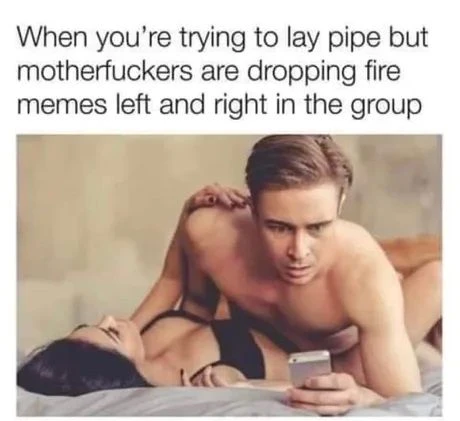 When you're trying to lay pipe but
motherfuckers are dropping fire
memes left and right in the group